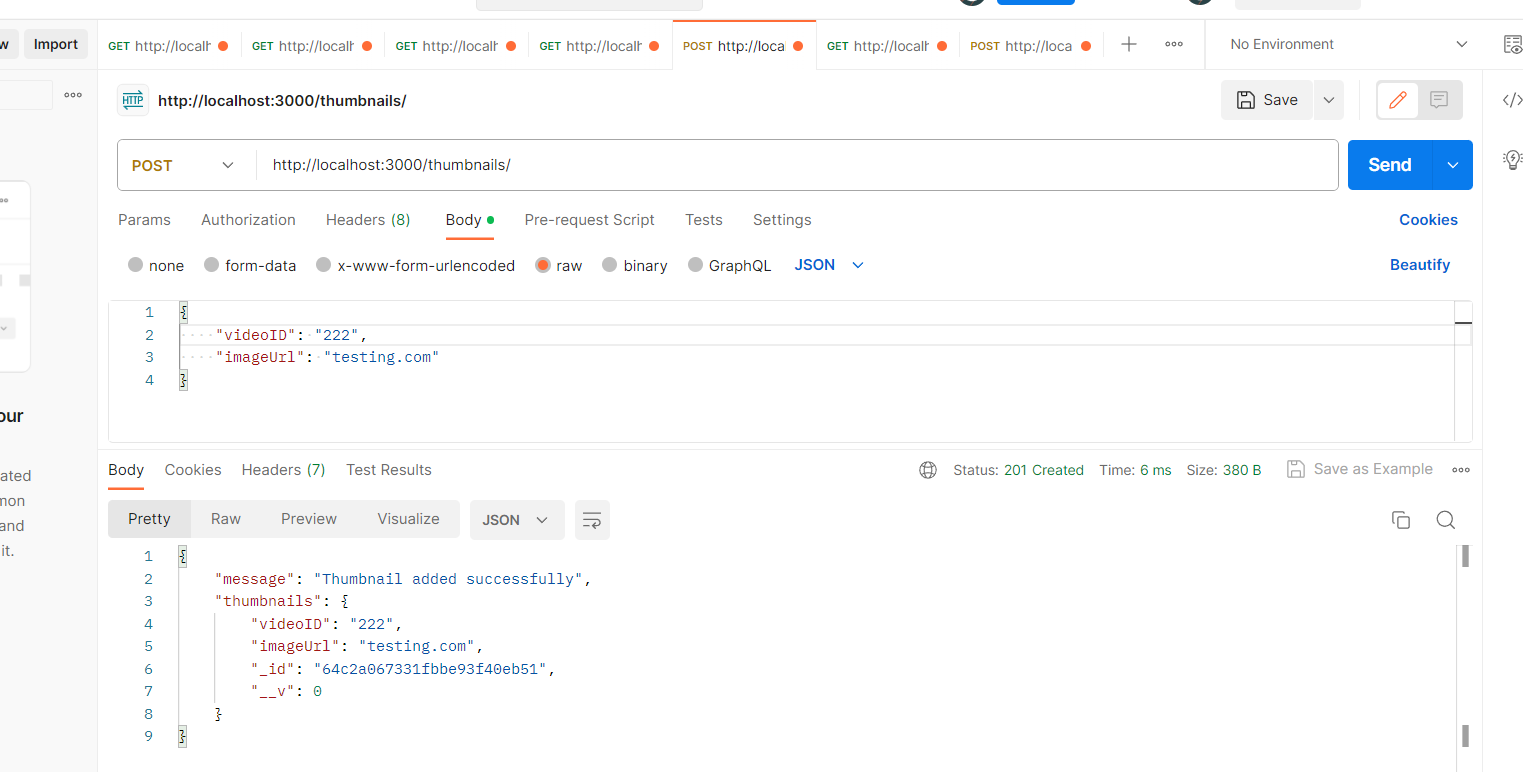 w Import GET http://localh GET http://localh GET http://localh GET http://localh POST http://loca GET http://localh POST http://loca No Environment
HTTP http://localhost:3000/thumbnails/ Save
POST http://localhost:3000/thumbnails/ Send
Params Authorization Headers (8) Body Pre-request Script Tests Settings Cookies
none form-data x-www-form-urlencoded raw binary GraphQL JSON Beautify
1 {
2 "videoID": "222",
3 "imageUrl": "testing.com"
4 }
our
ated
mon
and
it.
Body Cookies Headers (7) Test Results Status: 201 Created Time: 6 ms Size: 380 B Save as Example
Pretty Raw Preview Visualize JSON
1 {
2 "message": "Thumbnail added successfully",
3 "thumbnails": {
4 "videoID": "222",
5 "imageUrl": "testing.com",
6 "_id": "64c2a067331fbbe93f40eb51",
7 "__v": 0
8 }
9 }